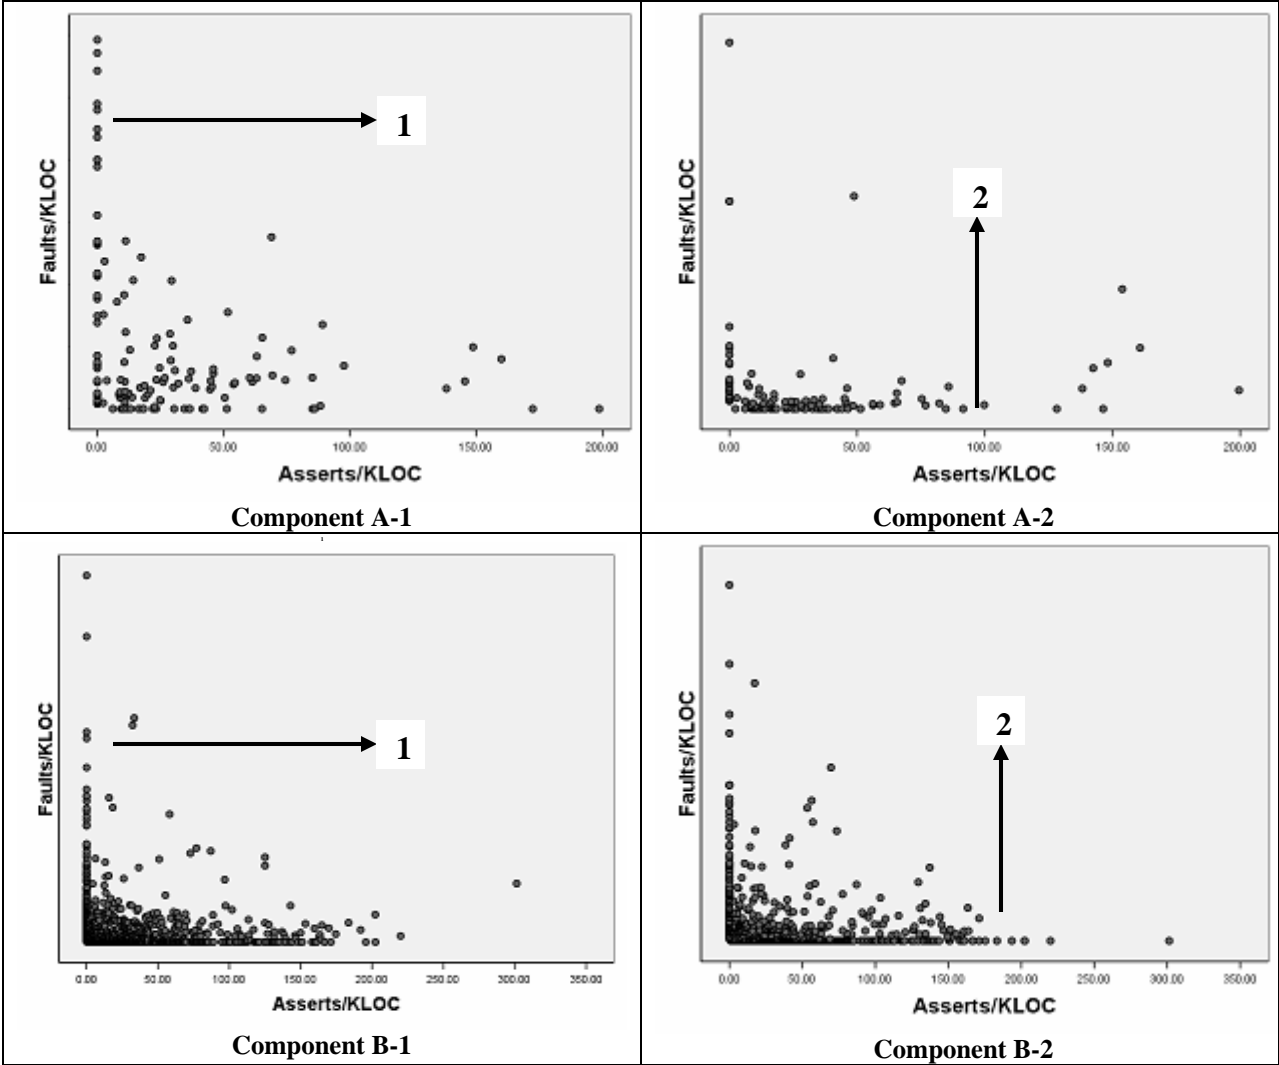 1
Faults/KLOC
0.00 50.00 100.00 150.00 200.00
Asserts/KLOC
Component A-1
2
Faults/KLOC
0.00 50.00 100.00 150.00 200.00
Asserts/KLOC
Component A-2
1
Faults/KLOC
0.00 50.00 100.00 150.00 200.00 250.00 300.00 350.00
Asserts/KLOC
Component B-1
2
Faults/KLOC
0.00 50.00 100.00 150.00 200.00 250.00 300.00 350.00
Asserts/KLOC
Component B-2